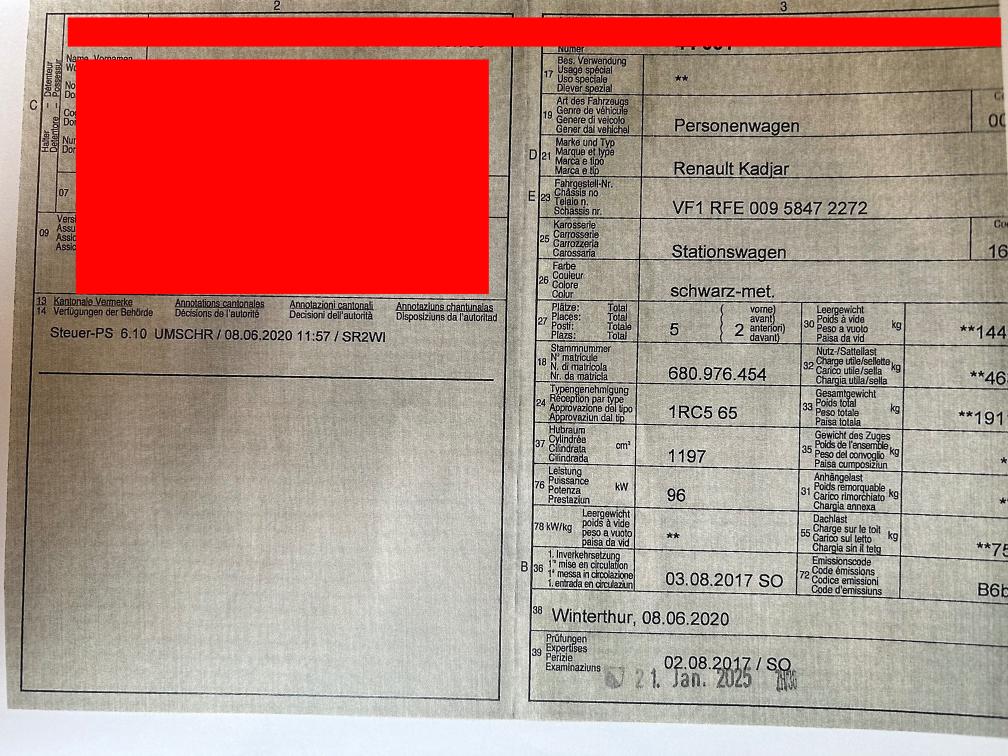 2
3
Détenteur
Possessur
Halter
Detentore
C
07
09
13 Kantonale Vermerke Annotations cantonales Annotazioni cantonali Annotaziuns chantunalas
14 Verfügungen der Behörde Décisions de l'autorité Decisioni dell'autorità Disposiziuns da l'autoritad
Steuer-PS 6.10 UMSCHR / 08.06.2020 11:57 / SR2WI
Numer
17
Bes. Verwendung
Usage spécial
Uso speciale
Diever spezial
**
19
Art des Fahrzeugs
Genre de véhicule
Genere di veicolo
Gener dal vehichel
Personenwagen
D 21
Marke und Typ
Marque et type
Marca e tipo
Marca e tip
Renault Kadjar
E 23
Fahrgestell-Nr.
Châssis no
Telaio n.
Schassis nr.
VF1 RFE 009 5847 2272
25
Karosserie
Carrosserie
Carrozzeria
Carossaria
Stationswagen
16
26
Farbe
Couleur
Colore
Colur
schwarz-met.
27
Plätze: Total
Places: Total
Posti: Totale
Plazs: Total
5
vorne)
avant)
anteriori)
davant)
2
30
Leergewicht
Poids à vide
Peso a vuoto
Paisa da vid
kg
**144
18
Stammnummer
N° matricule
N. di matricola
Nr. da matricla
680.976.454
32
Nutz-/Sattellast
Charge utile/sellette
Carico utile/sella
Chargia utila/sella
kg
**46
24
Typengenehmigung
Réception par type
Approvazione del tipo
Approvaziun dal tip
1RC5 65
33
Gesamtgewicht
Poids total
Peso totale
Paisa totala
kg
**191
37
Hubraum
Cylindrée
Cilindrata
Cilindrada
cm³
1197
35
Gewicht des Zuges
Poids de l'ensemble
Peso del convoglio
Paisa cumposiziun
kg
*
76
Leistung
Puissance
Potenza
Prestaziun
kW
96
31
Anhängelast
Poids remorquable
Carico rimorchiato
Chargia annexa
kg
*
78 kW/kg
Leergewicht
poids à vide
peso a vuoto
paisa da vid
**
55
Dachlast
Charge sur le toit
Carico sul tetto
Chargia sin il tetg
kg
**75
B 36
1. Inverkehrsetzung
1re mise en circulation
1a messa in circolazione
1. entrada en circulaziun
03.08.2017 SO
72
Emissionscode
Code émissions
Codice emissioni
Code d'emissiuns
B6b
38
Winterthur, 08.06.2020
39
Prüfungen
Expertises
Perizie
Examinaziuns
02.08.2017 / SO
21. Jan. 2025